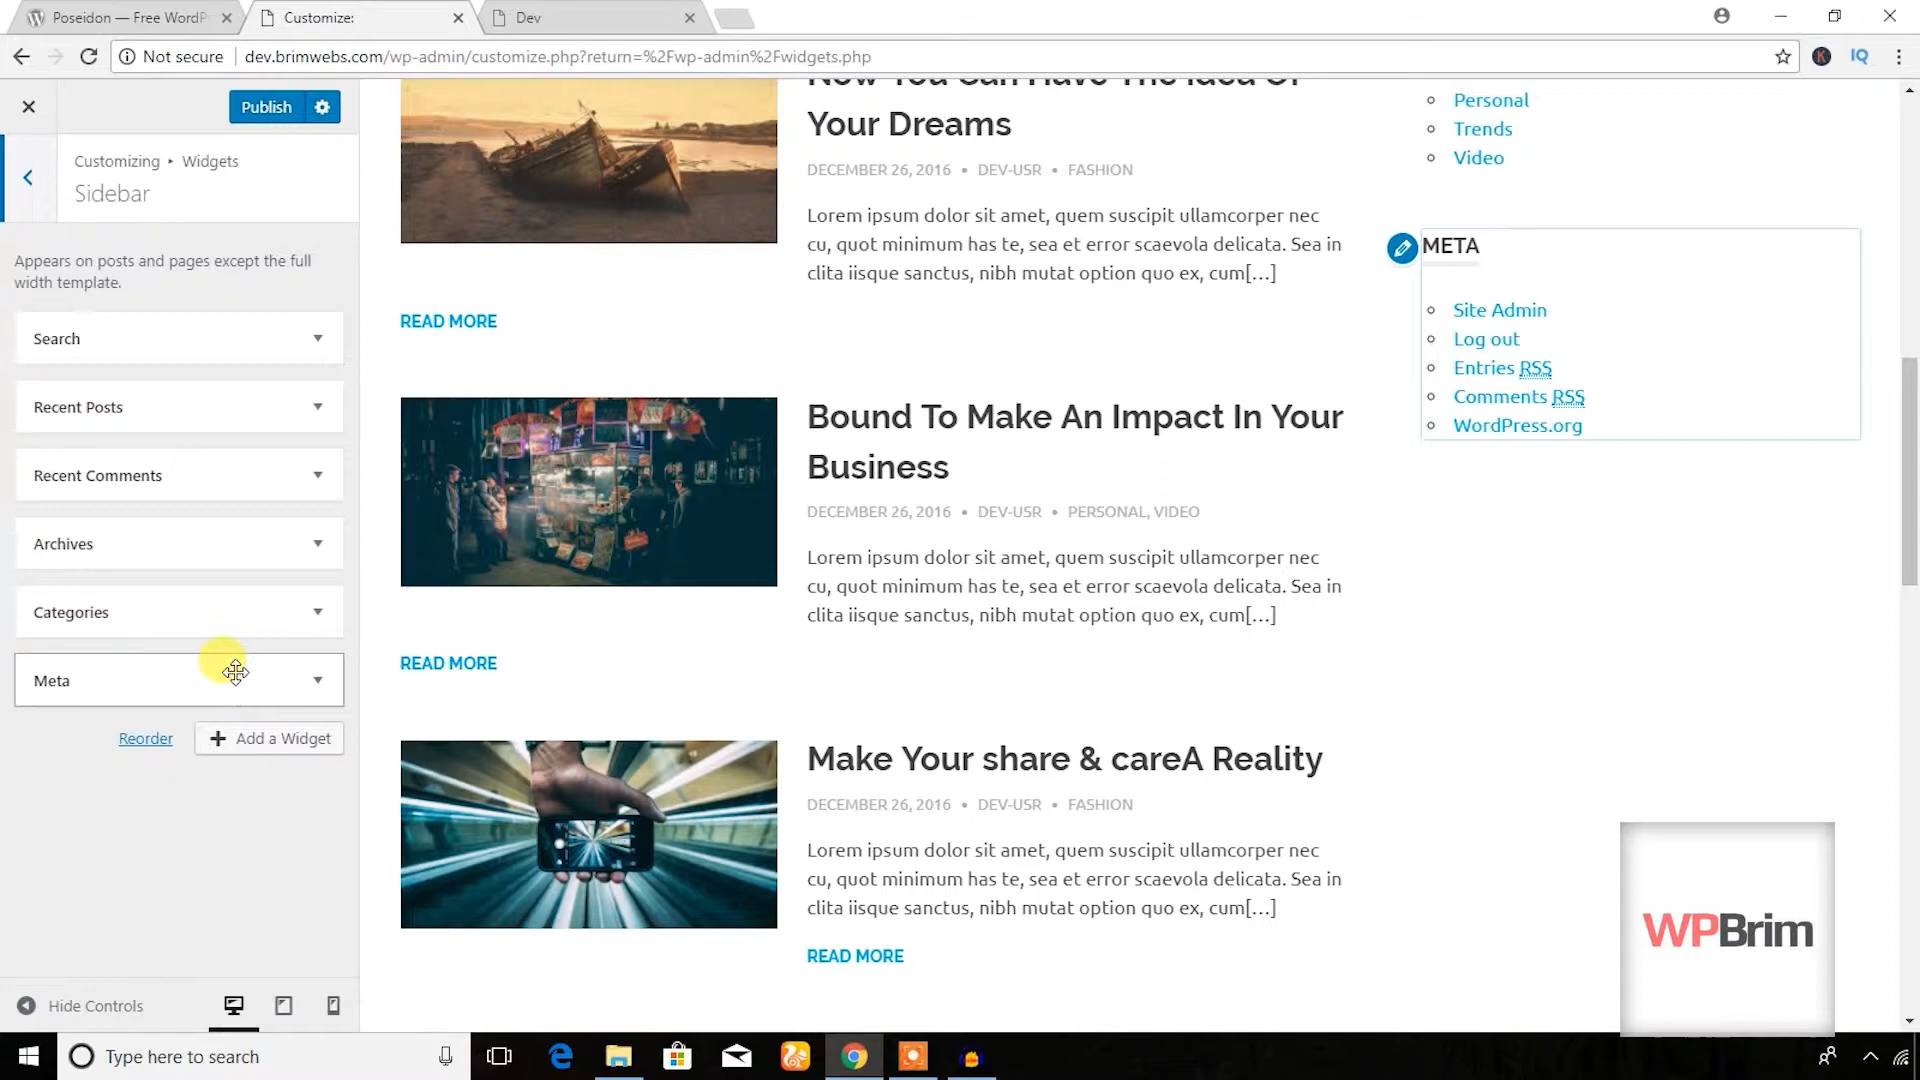 Poseidon — Free WordP
Customize:
Dev
Not secure
dev.brimwebs.com/wp-admin/customize.php?return=%2Fwp-admin%2Fwidgets.php
K
IQ
Publish
Customizing ▸ Widgets
Sidebar
Appears on posts and pages except the full
width template.
Search
Recent Posts
Recent Comments
Archives
Categories
Meta
Reorder
Add a Widget
Hide Controls
Now You Can Have The Idea Of
Your Dreams
DECEMBER 26, 2016 • DEV-USR • FASHION
Lorem ipsum dolor sit amet, quem suscipit ullamcorper nec
cu, quot minimum has te, sea et error scaevola delicata. Sea in
clita iisque sanctus, nibh mutat option quo ex, cum[…]
READ MORE
Bound To Make An Impact In Your
Business
DECEMBER 26, 2016 • DEV-USR • PERSONAL, VIDEO
Lorem ipsum dolor sit amet, quem suscipit ullamcorper nec
cu, quot minimum has te, sea et error scaevola delicata. Sea in
clita iisque sanctus, nibh mutat option quo ex, cum[…]
READ MORE
Make Your share & careA Reality
DECEMBER 26, 2016 • DEV-USR • FASHION
Lorem ipsum dolor sit amet, quem suscipit ullamcorper nec
cu, quot minimum has te, sea et error scaevola delicata. Sea in
clita iisque sanctus, nibh mutat option quo ex, cum[…]
READ MORE
Personal
Trends
Video
META
Site Admin
Log out
Entries RSS
Comments RSS
WordPress.org
WPBrim
Type here to search